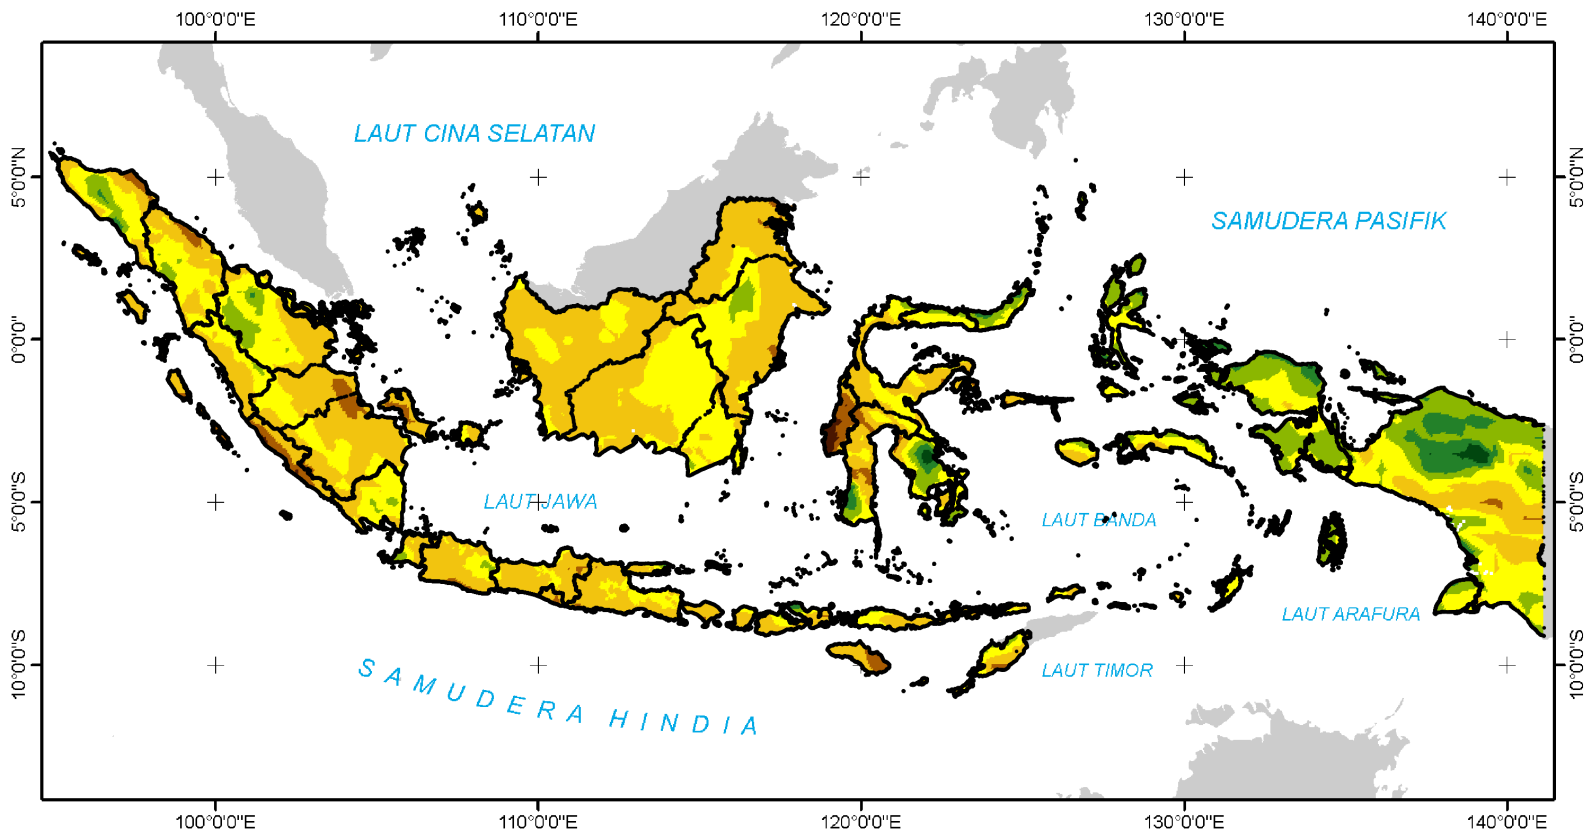 100°0'0"E 110°0'0"E 120°0'0"E 130°0'0"E 140°0'0"E
LAUT CINA SELATAN
5°0'0"N 5°0'0"N
SAMUDERA PASIFIK
0°0'0" 0°0'0"
LAUT JAWA
5°0'0"S 5°0'0"S
LAUT BANDA
LAUT ARAFURA
10°0'0"S 10°0'0"S
LAUT TIMOR
SAMUDERA HINDIA
100°0'0"E 110°0'0"E 120°0'0"E 130°0'0"E 140°0'0"E